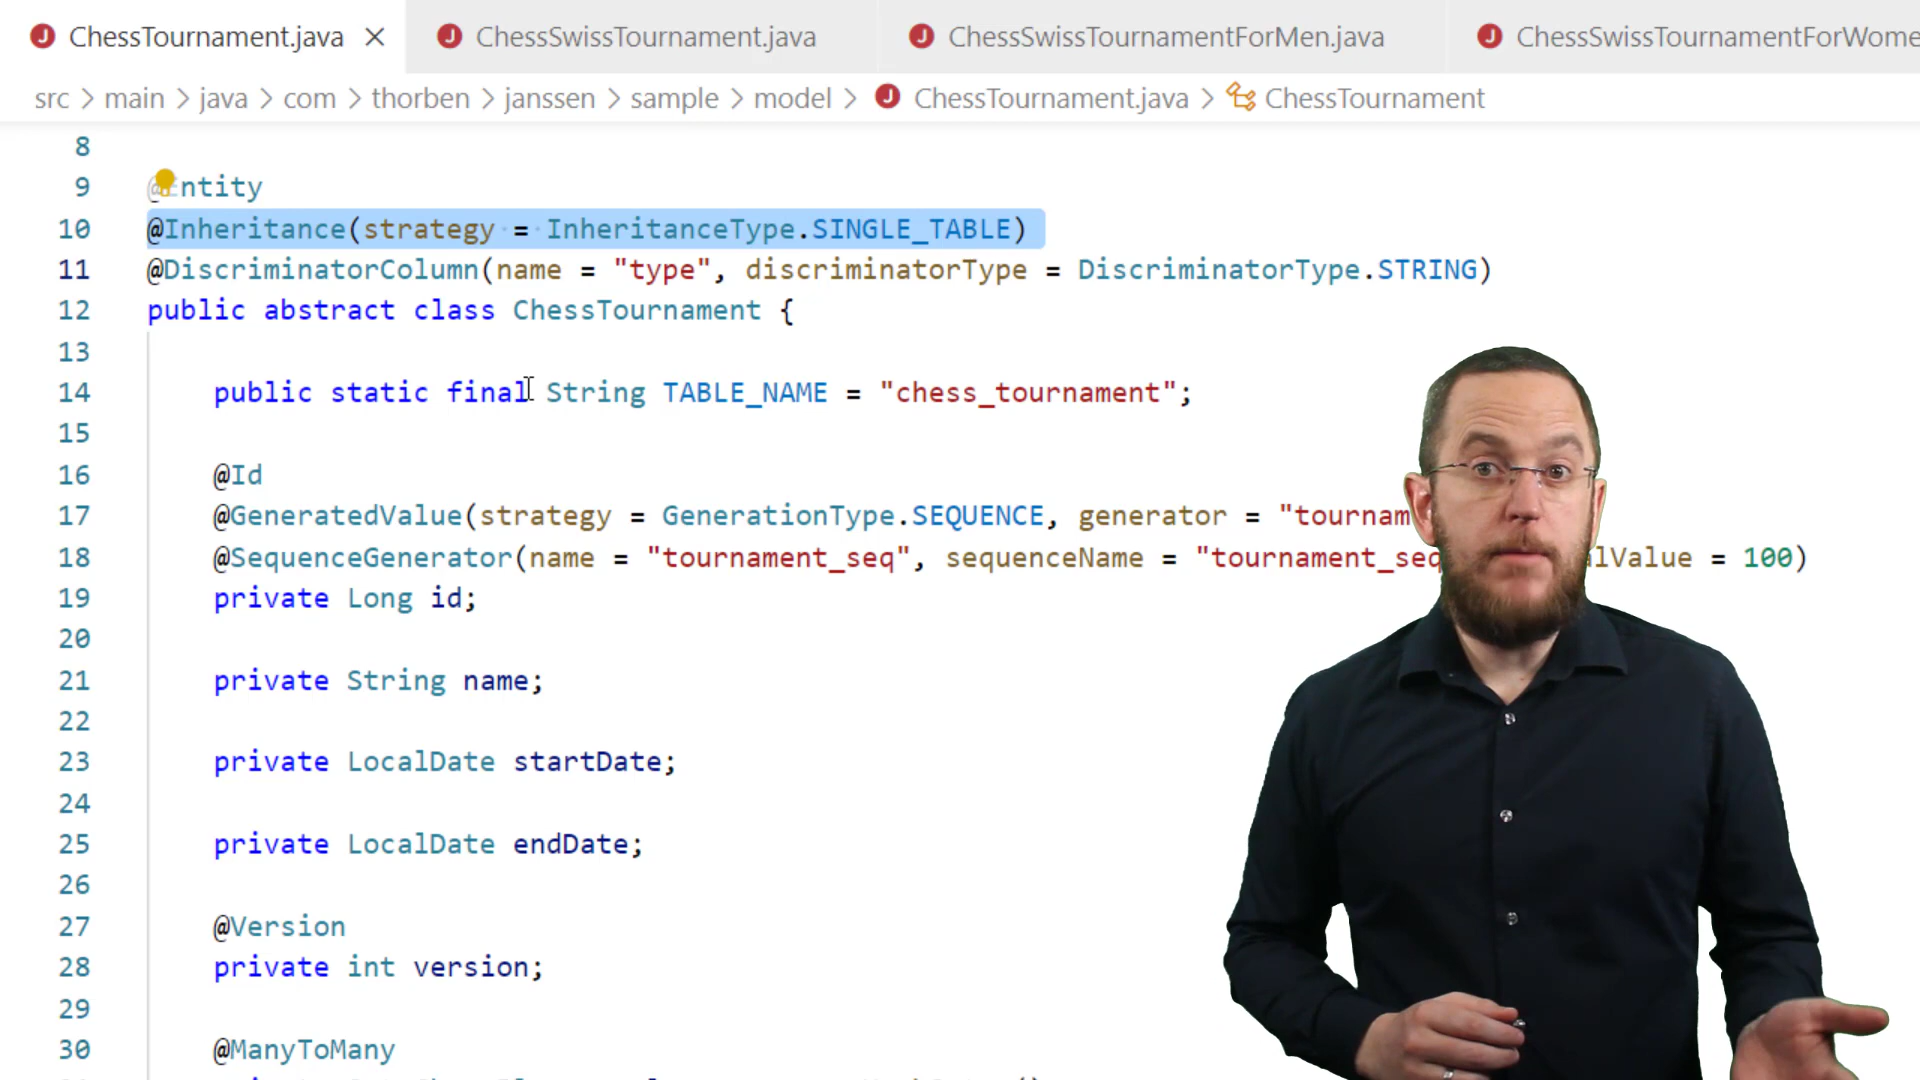 ChessTournament.java
ChessSwissTournament.java
ChessSwissTournamentForMen.java
ChessSwissTournamentForWome
src > main > java > com > thorben > janssen > sample > model > ChessTournament.java > ChessTournament
8
9 @Entity
10 @Inheritance(strategy = InheritanceType.SINGLE_TABLE)
11 @DiscriminatorColumn(name = "type", discriminatorType = DiscriminatorType.STRING)
12 public abstract class ChessTournament {
13
14 public static final String TABLE_NAME = "chess_tournament";
15
16 @Id
17 @GeneratedValue(strategy = GenerationType.SEQUENCE, generator = "tournam
18 @SequenceGenerator(name = "tournament_seq", sequenceName = "tournament_seq lValue = 100)
19 private Long id;
20
21 private String name;
22
23 private LocalDate startDate;
24
25 private LocalDate endDate;
26
27 @Version
28 private int version;
29
30 @ManyToMany